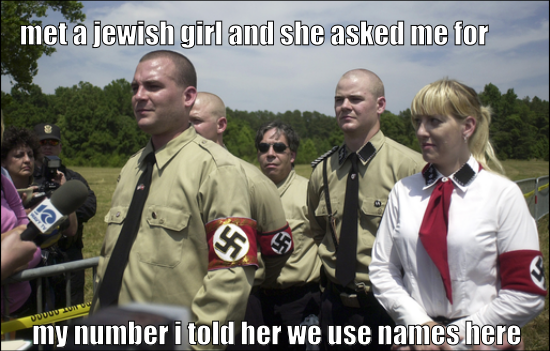 met a jewish girl and she asked me for
my number i told her we use names here